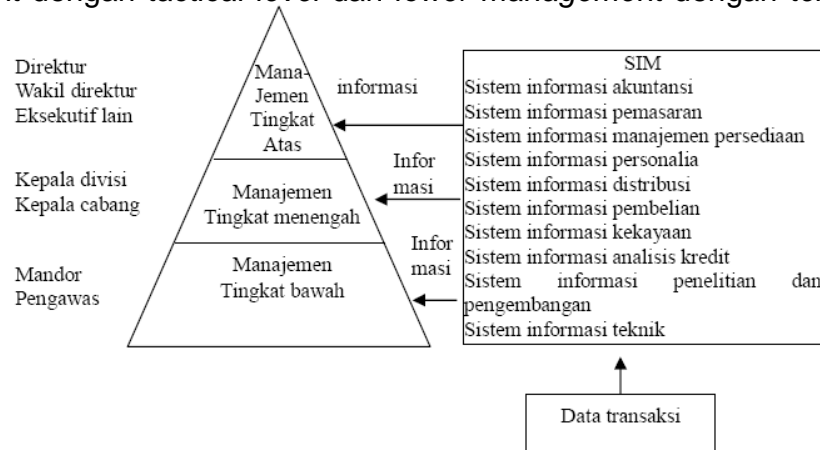 dengan tactical level dan lower management dengan
Direktur
Wakil direktur
Eksekutif lain
Mana-
Jemen
Tingkat
Atas
informasi
Kepala divisi
Kepala cabang
Manajemen
Tingkat menengah
Infor
masi
Mandor
Pengawas
Manajemen
Tingkat bawah
Infor
masi
SIM
Sistem informasi akuntansi
Sistem informasi pemasaran
Sistem informasi manajemen persediaan
Sistem informasi personalia
Sistem informasi distribusi
Sistem informasi pembelian
Sistem informasi kekayaan
Sistem informasi analisis kredit
Sistem informasi penelitian dan
pengembangan
Sistem informasi teknik
Data transaksi